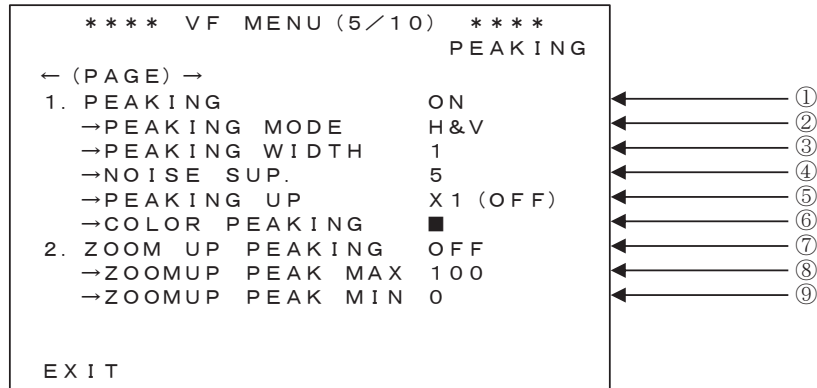 **** VF MENU(5／10) ****
PEAKING
←(PAGE)→
1. PEAKING ON ①
→PEAKING MODE H&V ②
→PEAKING WIDTH 1 ③
→NOISE SUP. 5 ④
→PEAKING UP X1(OFF) ⑤
→COLOR PEAKING ■ ⑥
2. ZOOM UP PEAKING OFF ⑦
→ZOOMUP PEAK MAX 100 ⑧
→ZOOMUP PEAK MIN 0 ⑨
EXIT